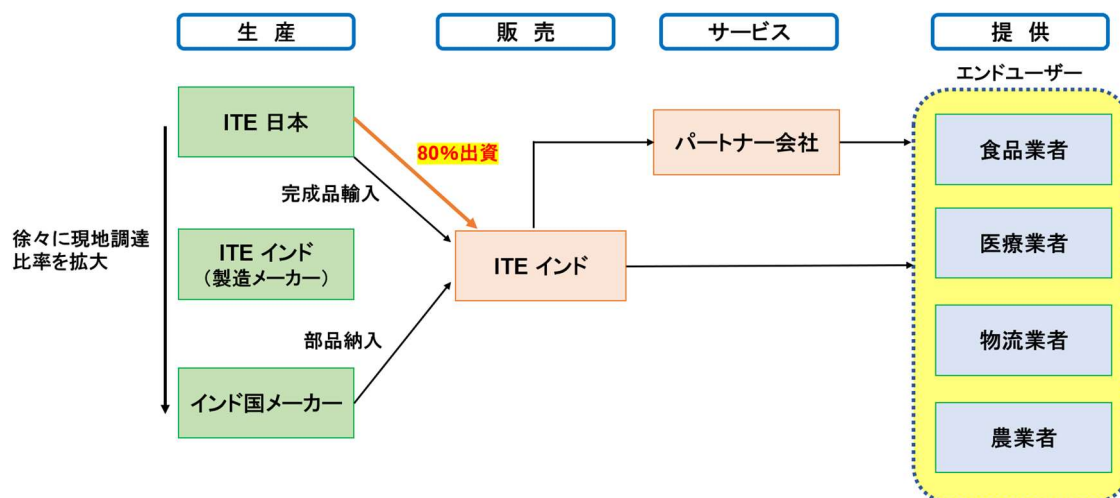 生 産
販 売
サービス
提 供
エンドユーザー
ITE 日本
80%出資
パートナー会社
食品業者
完成品輸入
徐々に現地調達
比率を拡大
ITE インド
（製造メーカー）
ITE インド
医療業者
部品納入
物流業者
インド国メーカー
農業者